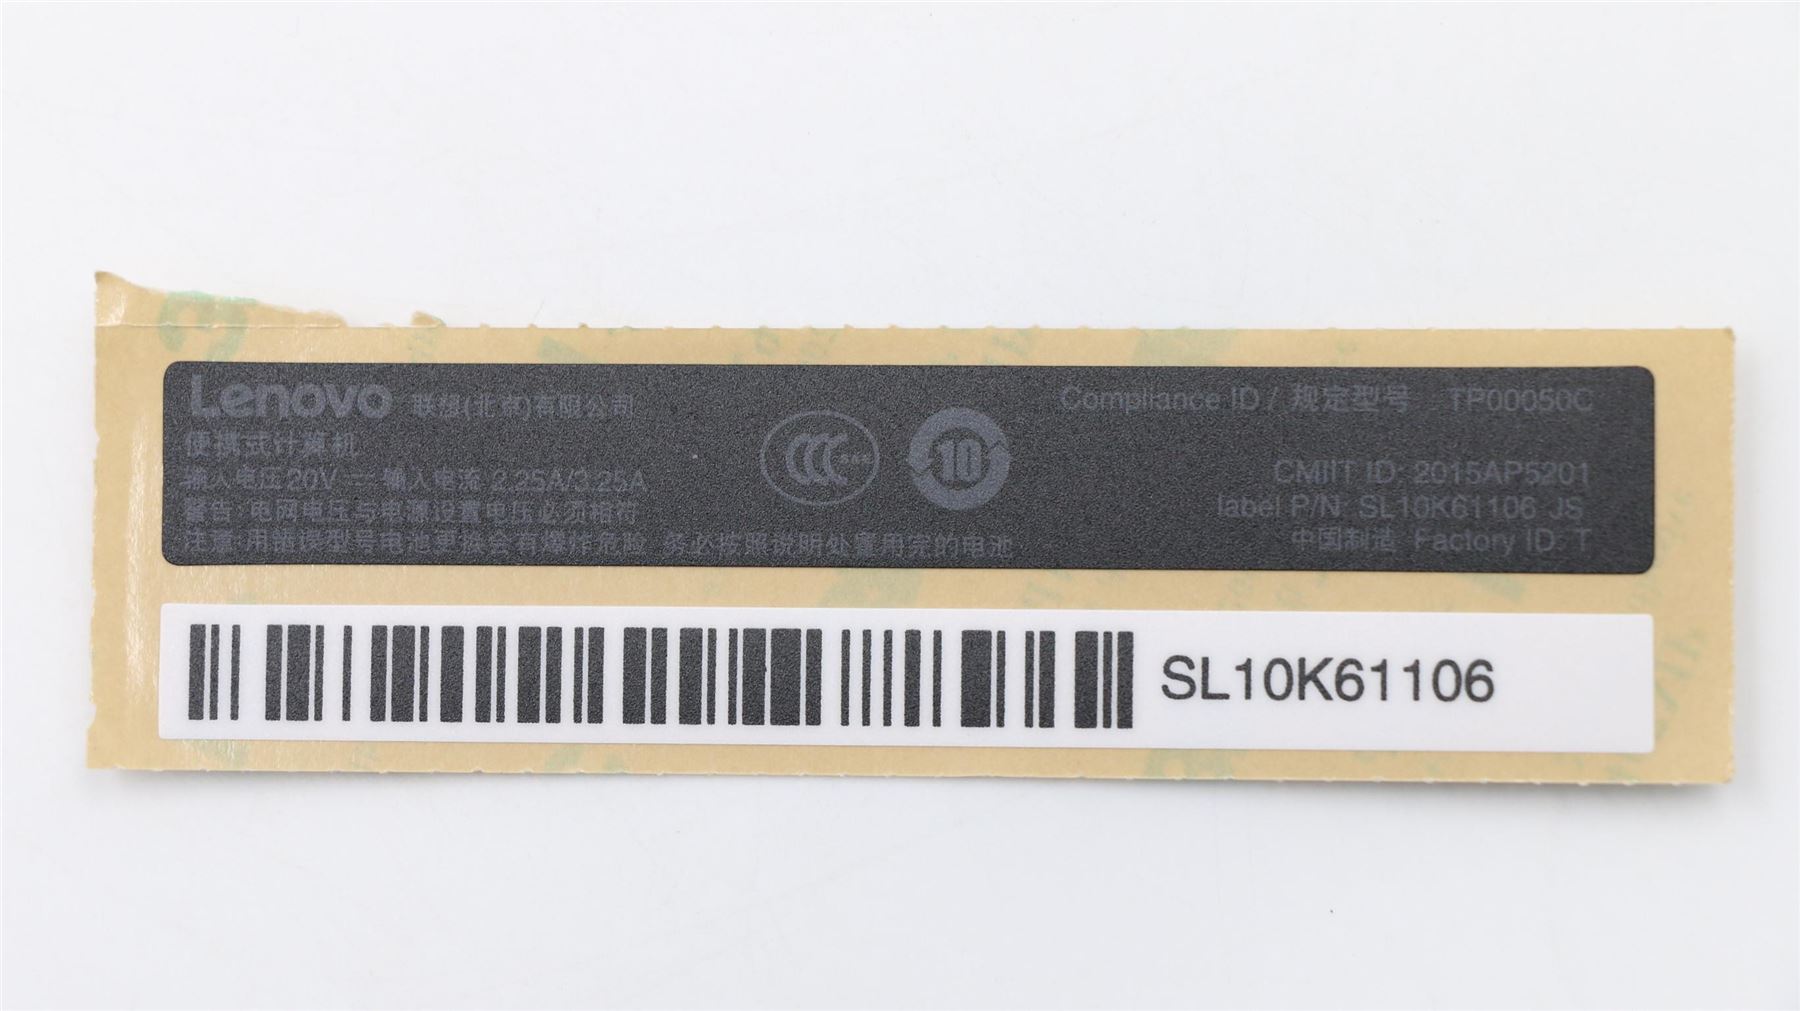 Lenovo 联想(北京)有限公司
便携式计算机
输入电压20V⎓输入电流2.25A/3.25A
警告:电网电压与电源设置电压必须相符
注意:用错误型号电池更换会有爆炸危险 务必按照说明处置用完的电池
CCC
10
Compliance ID / 规定型号 TP00050C
CMIIT ID: 2015AP5201
label P/N: SL10K61106 JS
中国制造 Factory ID: T
SL10K61106